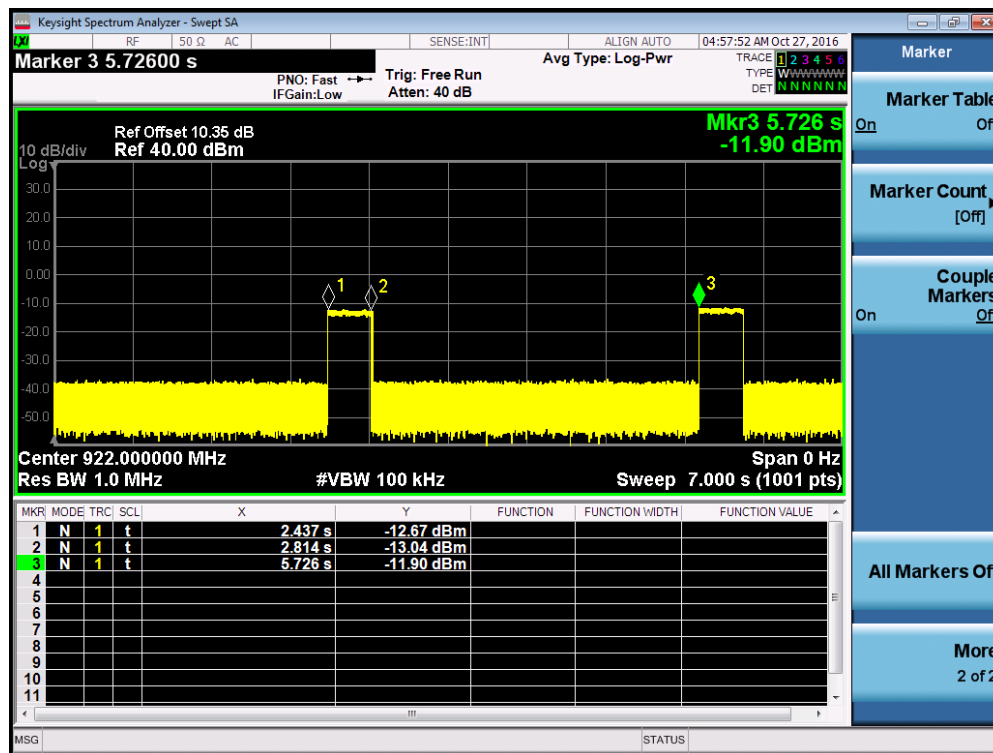 Keysight Spectrum Analyzer - Swept SA
LXI RF 50 Ω AC SENSE:INT ALIGN AUTO 04:57:52 AM Oct 27, 2016
Marker 3 5.72600 s
PNO: Fast
IFGain:Low
Trig: Free Run
Atten: 40 dB
Avg Type: Log-Pwr
TRACE 1 2 3 4 5 6
TYPE WWWWWW
DET N N N N N N
Marker
Marker Table
On Of
Marker Count
[Off]
Couple
Markers
On Of
All Markers Of
More
2 of 2
Ref Offset 10.35 dB
10 dB/div Ref 40.00 dBm
Log
Mkr3 5.726 s
-11.90 dBm
30.0
20.0
10.0
0.00
-10.0
-20.0
-30.0
-40.0
-50.0
1
2
3
Center 922.000000 MHz Span 0 Hz
Res BW 1.0 MHz #VBW 100 kHz Sweep 7.000 s (1001 pts)
MKR MODE TRC SCL X Y FUNCTION FUNCTION WIDTH FUNCTION VALUE
1 N 1 t 2.437 s -12.67 dBm
2 N 1 t 2.814 s -13.04 dBm
3 N 1 t 5.726 s -11.90 dBm
4
5
6
7
8
9
10
11
MSG STATUS